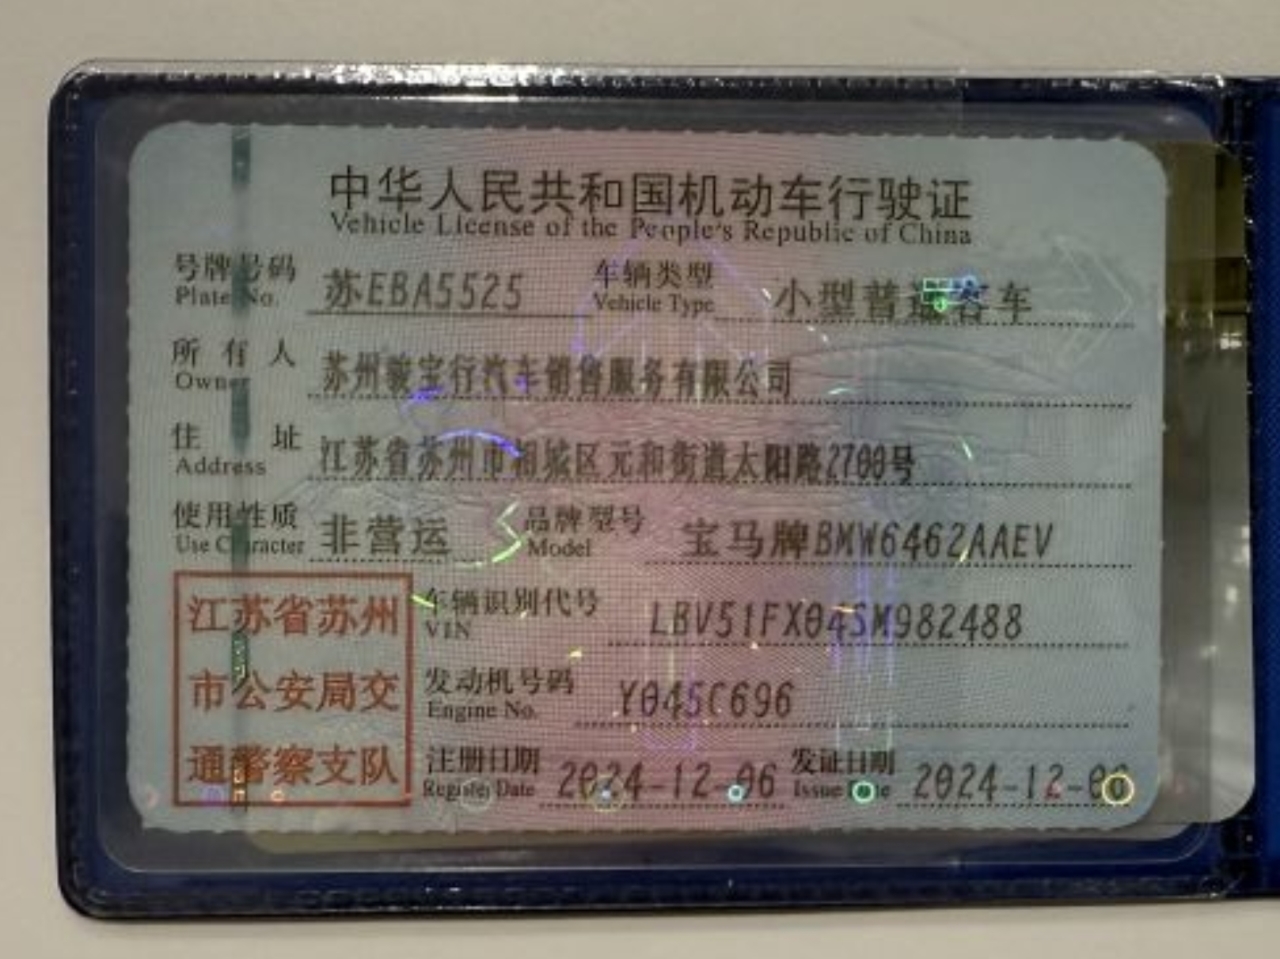 中华人民共和国机动车行驶证
Vehicle License of the People's Republic of China
号牌号码 苏EBA5525 车辆类型 小型普通客车
Plate No. Vehicle Type
所有人 苏州骏宝行汽车销售服务有限公司
Owner
住址 江苏省苏州市相城区元和街道太阳路2700号
Address
使用性质 非营运 品牌型号 宝马牌BMW6462AAEV
Use Character Model
江苏省苏州
市公安局交
通警察支队
车辆识别代号 LBV51FX04SM982488
VIN
发动机号码 Y045C696
Engine No.
注册日期 2024-12-06 发证日期 2024-12-06
Register Date Issue Date